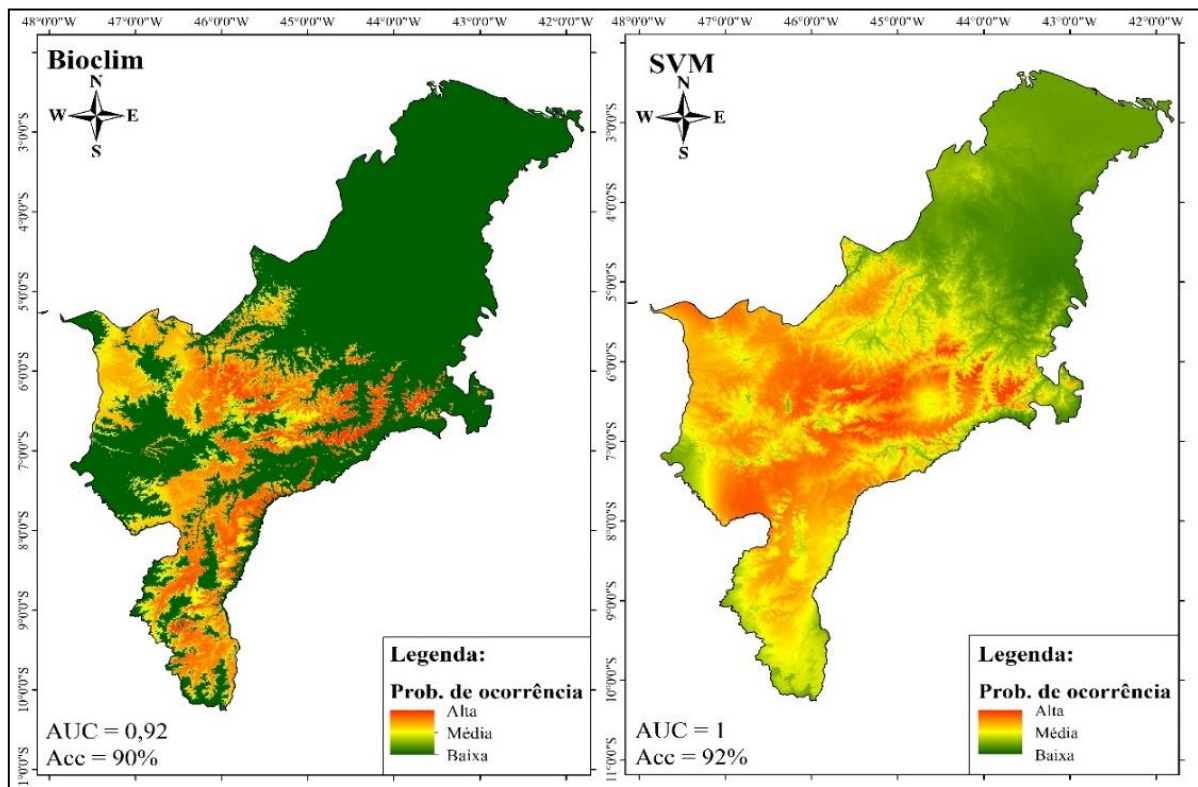 47°0'0"W 46°0'0"W 45°0'0"W 44°0'0"W 43°0'0"W 42°0'0"W
Bioclim
N
W E
S
3°0'0"S
4°0'0"S
5°0'0"S
6°0'0"S
7°0'0"S
8°0'0"S
9°0'0"S
10°0'0"S
Legenda:
Prob. de ocorrência
Alta
Média
Baixa
AUC = 0,92
Acc = 90%
48°0'0"W 47°0'0"W 46°0'0"W 45°0'0"W 44°0'0"W 43°0'0"W 42°0'0"W
SVM
N
W E
S
3°0'0"S
4°0'0"S
5°0'0"S
6°0'0"S
7°0'0"S
8°0'0"S
9°0'0"S
10°0'0"S
11°0'0"S
Legenda:
Prob. de ocorrência
Alta
Média
Baixa
AUC = 1
Acc = 92%